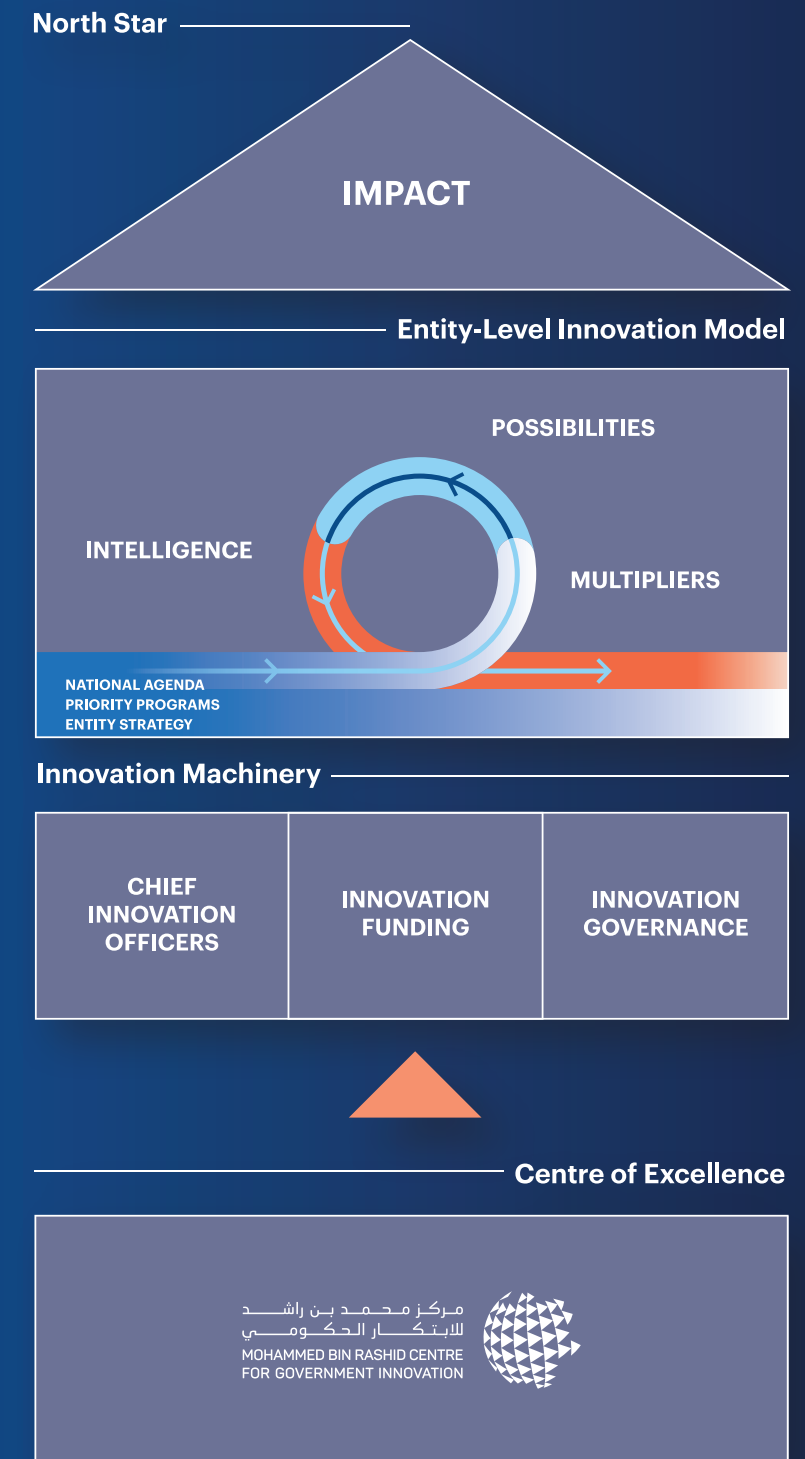 North Star
IMPACT
Entity-Level Innovation Model
POSSIBILITIES
INTELLIGENCE
MULTIPLIERS
NATIONAL AGENDA
PRIORITY PROGRAMS
ENTITY STRATEGY
Innovation Machinery
CHIEF
INNOVATION
OFFICERS
INNOVATION
FUNDING
INNOVATION
GOVERNANCE
Centre of Excellence
مركز محمد بن راشد
للابتكار الحكومي
MOHAMMED BIN RASHID CENTRE
FOR GOVERNMENT INNOVATION